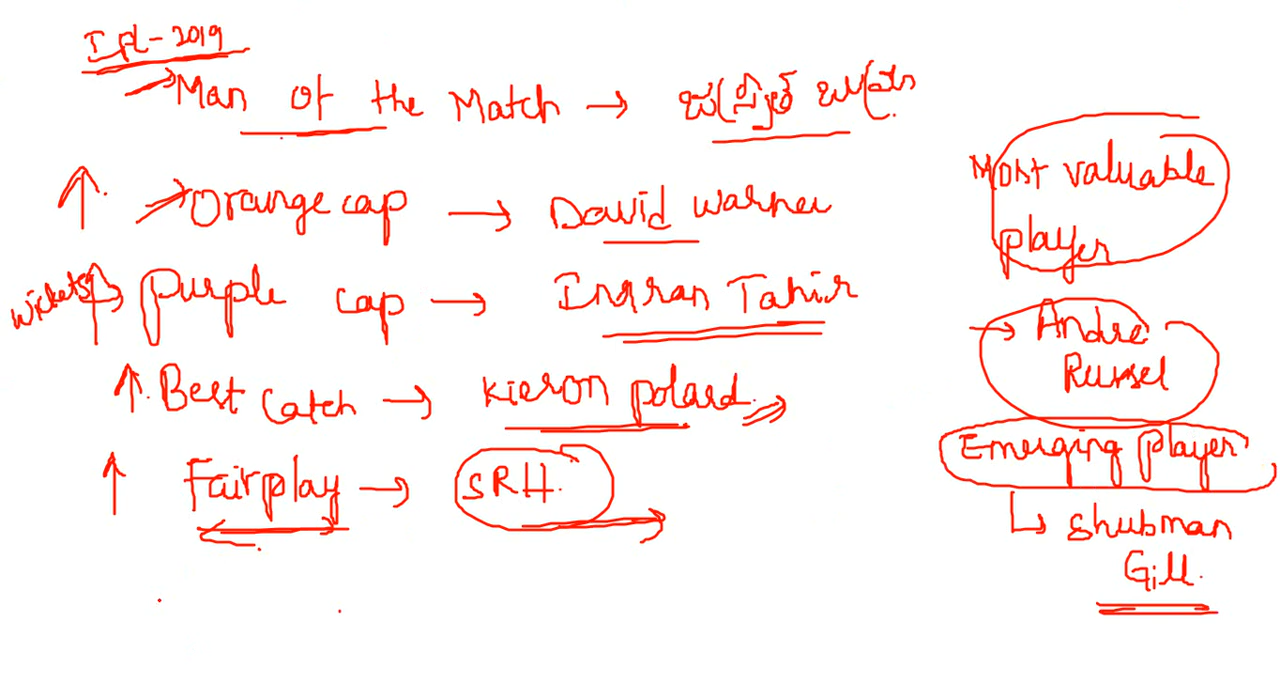 IPL-2019
Man of the Match →
Orange cap → David Warner
wickets Purple cap → Imran Tahir
Best Catch → Kieron polard
Fairplay → SRH.
Most valuable
player
→ Andre
Russel
Emerging player
↳ Shubman
Gill.